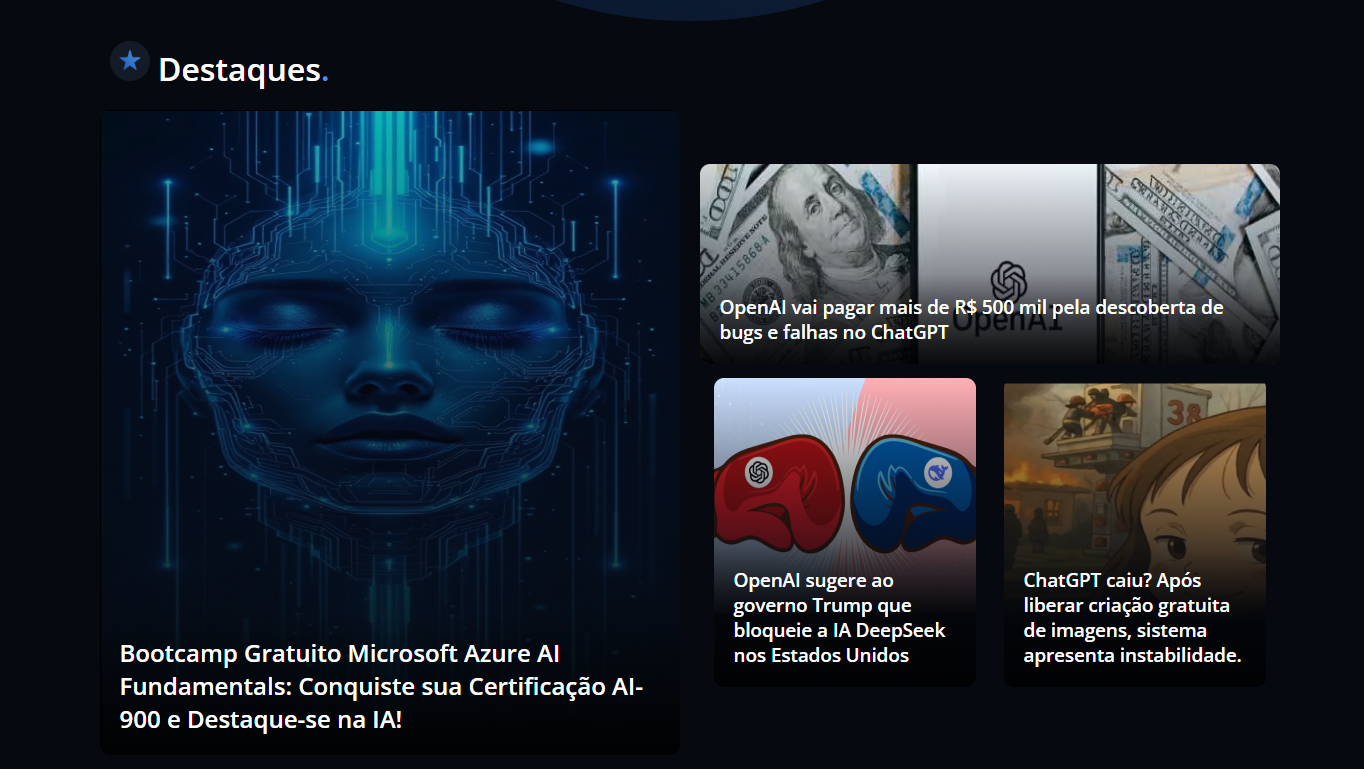 Destaques.
Bootcamp Gratuito Microsoft Azure AI
Fundamentals: Conquiste sua Certificação AI-
900 e Destaque-se na IA!
OpenAI
OpenAI vai pagar mais de R$ 500 mil pela descoberta de
bugs e falhas no ChatGPT
OpenAI sugere ao
governo Trump que
bloqueie a IA DeepSeek
nos Estados Unidos
38
ChatGPT caiu? Após
liberar criação gratuita
de imagens, sistema
apresenta instabilidade.